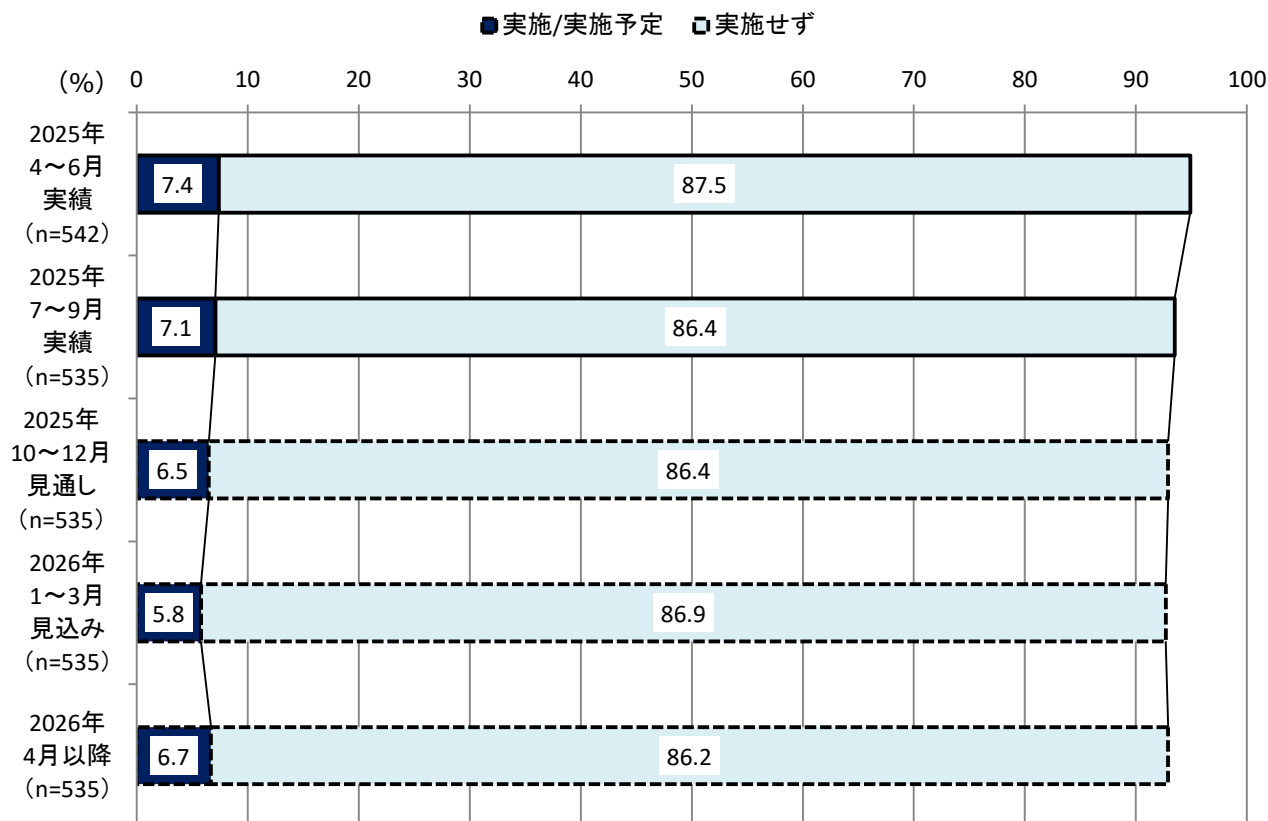 ■実施/実施予定 □実施せず
(%) 0 10 20 30 40 50 60 70 80 90 100
2025年
4～6月
実績
(n=542)
7.4 87.5
2025年
7～9月
実績
(n=535)
7.1 86.4
2025年
10～12月
見通し
(n=535)
6.5 86.4
2026年
1～3月
見込み
(n=535)
5.8 86.9
2026年
4月以降
(n=535)
6.7 86.2